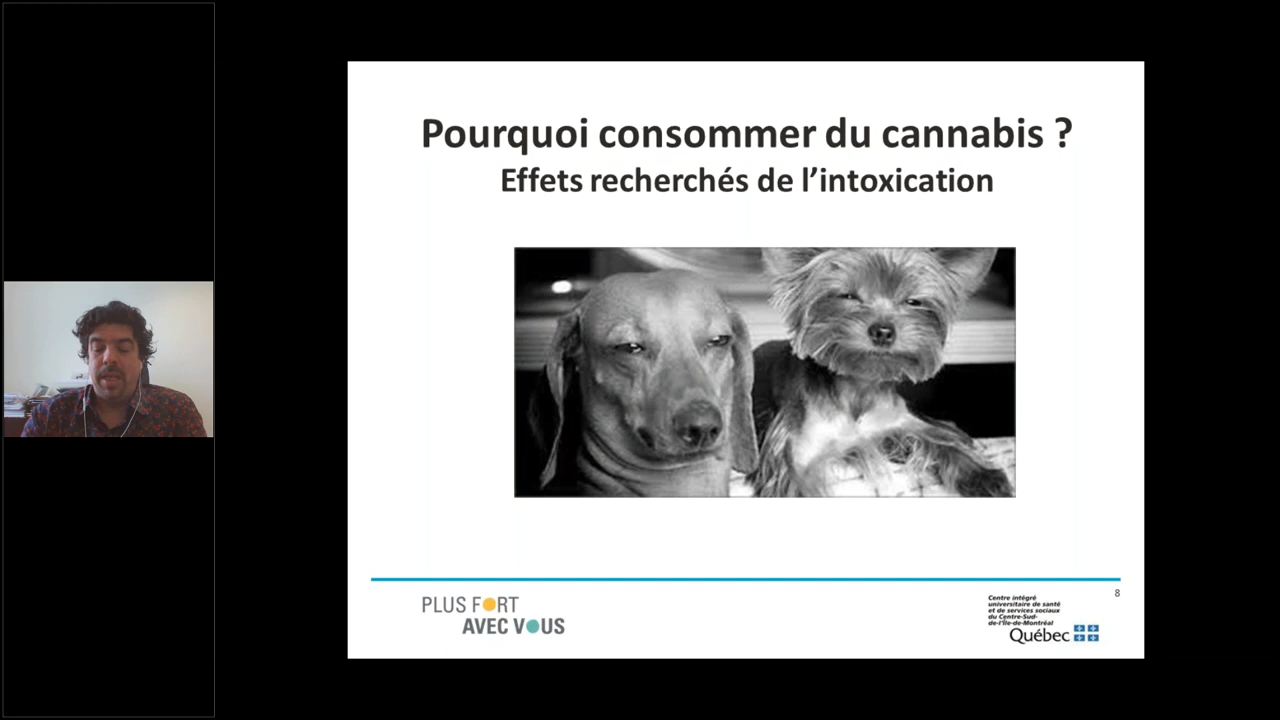 Pourquoi consommer du cannabis ?
Effets recherchés de l’intoxication
8
PLUS FORT
AVEC VOUS
Centre intégré
universitaire de santé
et de services sociaux
du Centre-Sud-
de-l'Île-de-Montréal
Québec